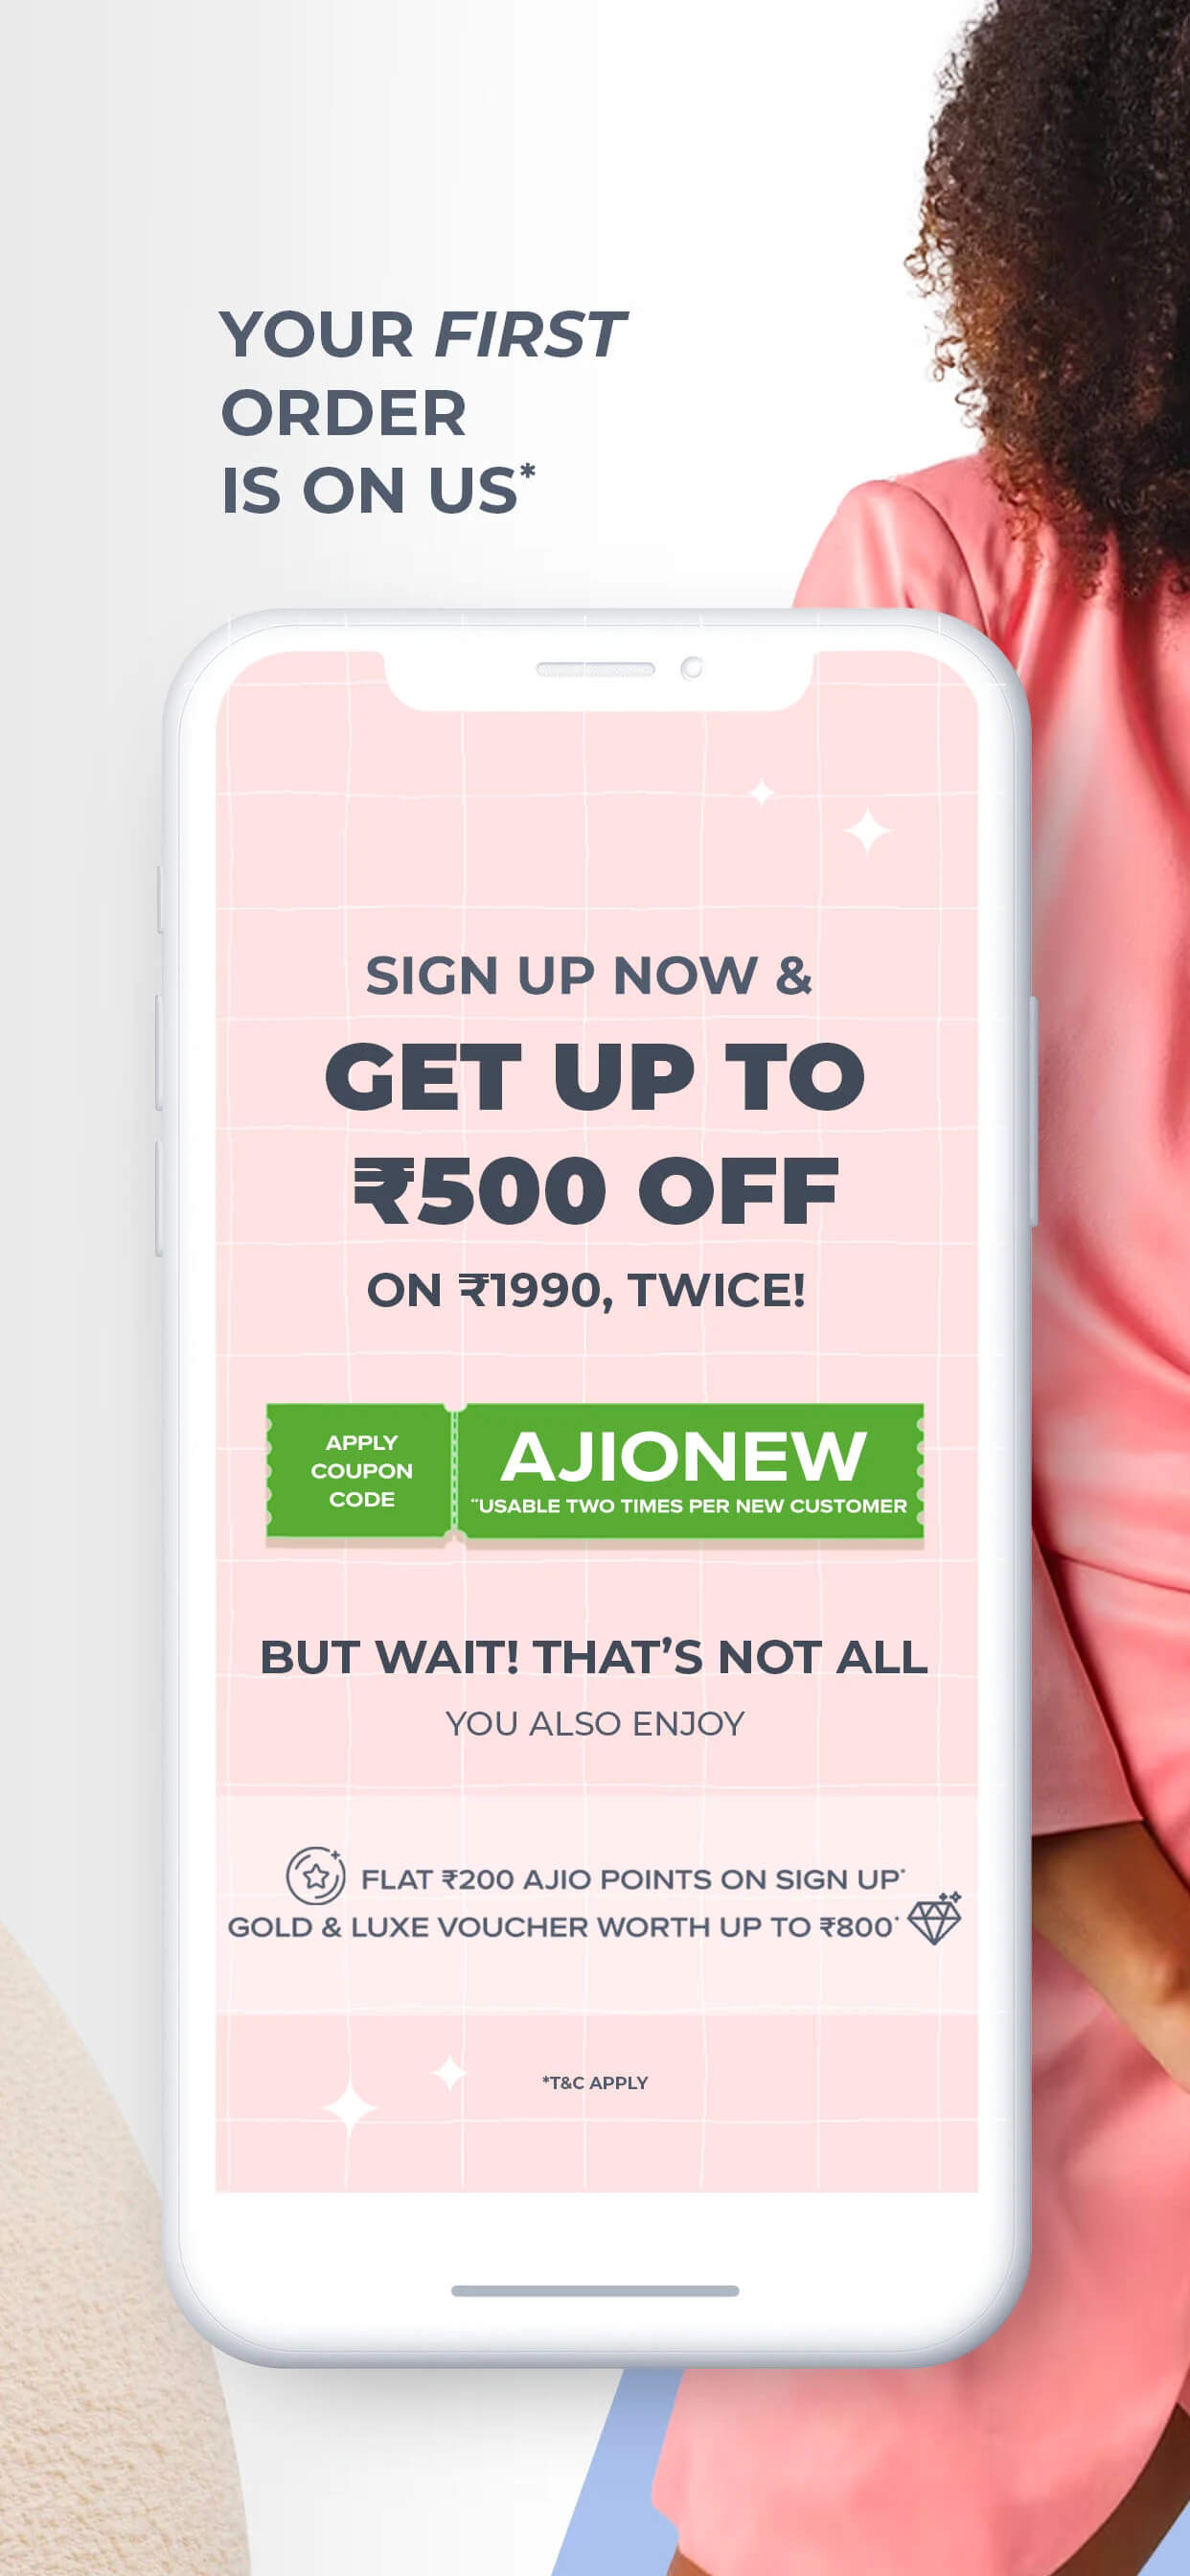 YOUR FIRST
ORDER
IS ON US*
SIGN UP NOW &
GET UP TO
₹500 OFF
ON ₹1990, TWICE!
APPLY
COUPON
CODE
AJIONEW
**USABLE TWO TIMES PER NEW CUSTOMER
BUT WAIT! THAT'S NOT ALL
YOU ALSO ENJOY
FLAT ₹200 AJIO POINTS ON SIGN UP*
GOLD & LUXE VOUCHER WORTH UP TO ₹800*
*T&C APPLY